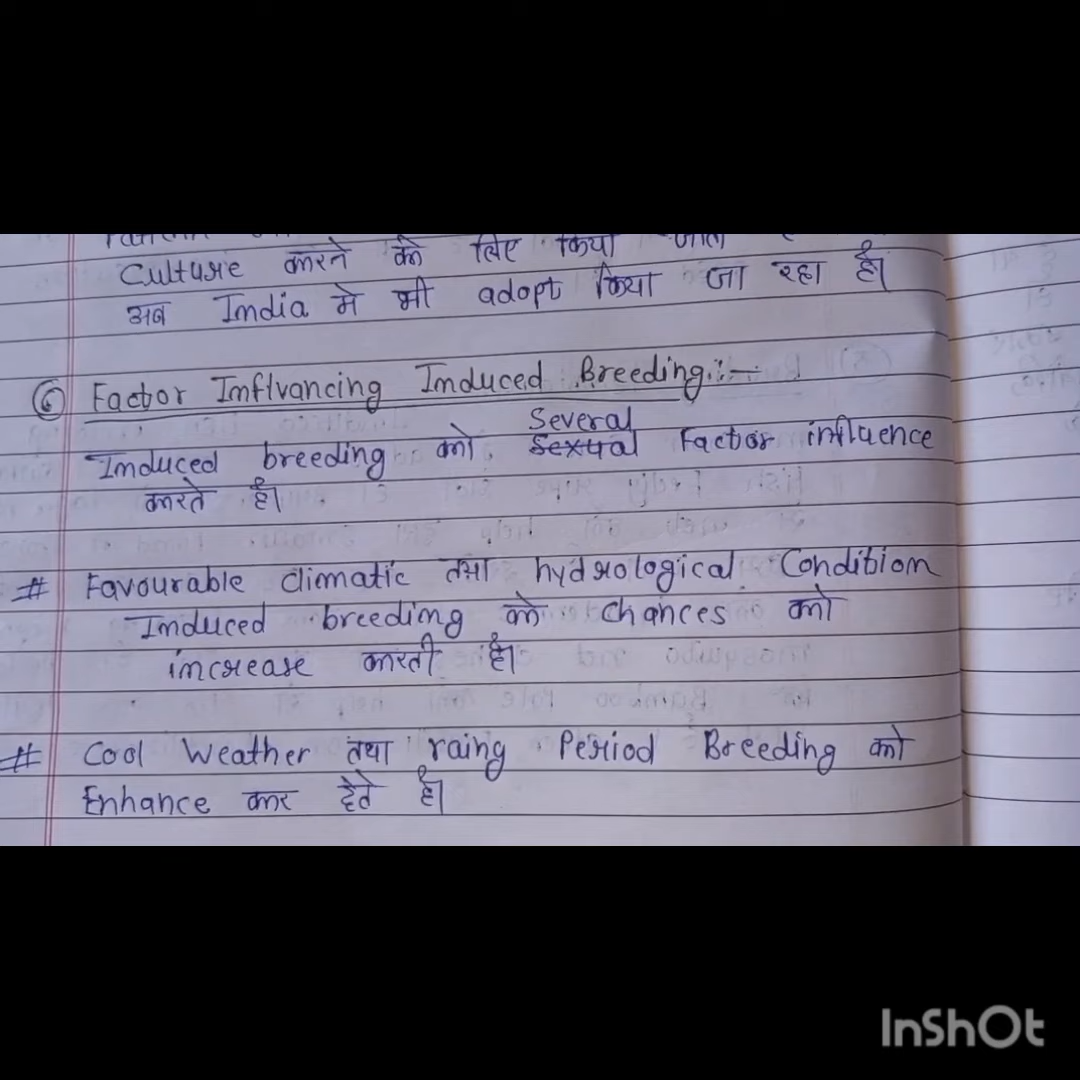 Culture करने के लिए किया जाता
अब India मे भी adopt किया जा रहा है।
⑥ Factor Imflvancing Induced Breeding :-
Several
Induced breeding को Sexual Factor influence
करते है।
# Favourable climatic तथा hydrological Condition
Induced breeding के chances को
increase करती है।
# Cool Weather तथा raing Period Breeding को
Enhance कर देते है।
InShOt